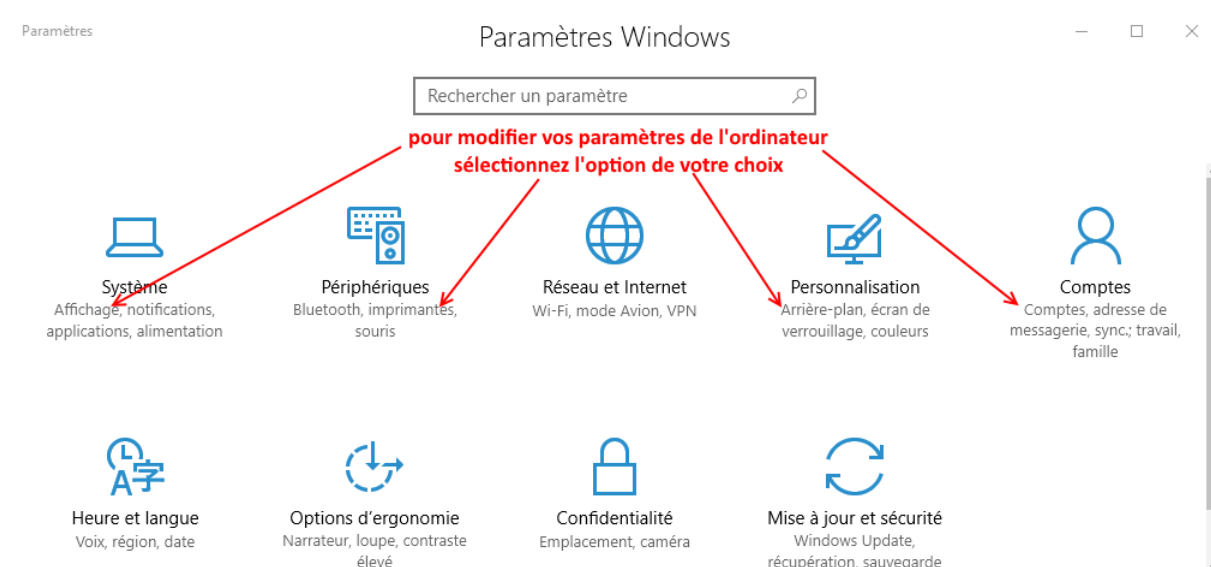 Paramètres
Paramètres Windows
Rechercher un paramètre
pour modifier vos paramètres de l'ordinateur
sélectionnez l'option de votre choix
Système
Affichage, notifications,
applications, alimentation
Périphériques
Bluetooth, imprimantes,
souris
Réseau et Internet
Wi-Fi, mode Avion, VPN
Personnalisation
Arrière-plan, écran de
verrouillage, couleurs
Comptes
Comptes, adresse de
messagerie, sync.; travail,
famille
A字
Heure et langue
Voix, région, date
Options d’ergonomie
Narrateur, loupe, contraste
élevé
Confidentialité
Emplacement, caméra
Mise à jour et sécurité
Windows Update,
récupération, sauvegarde